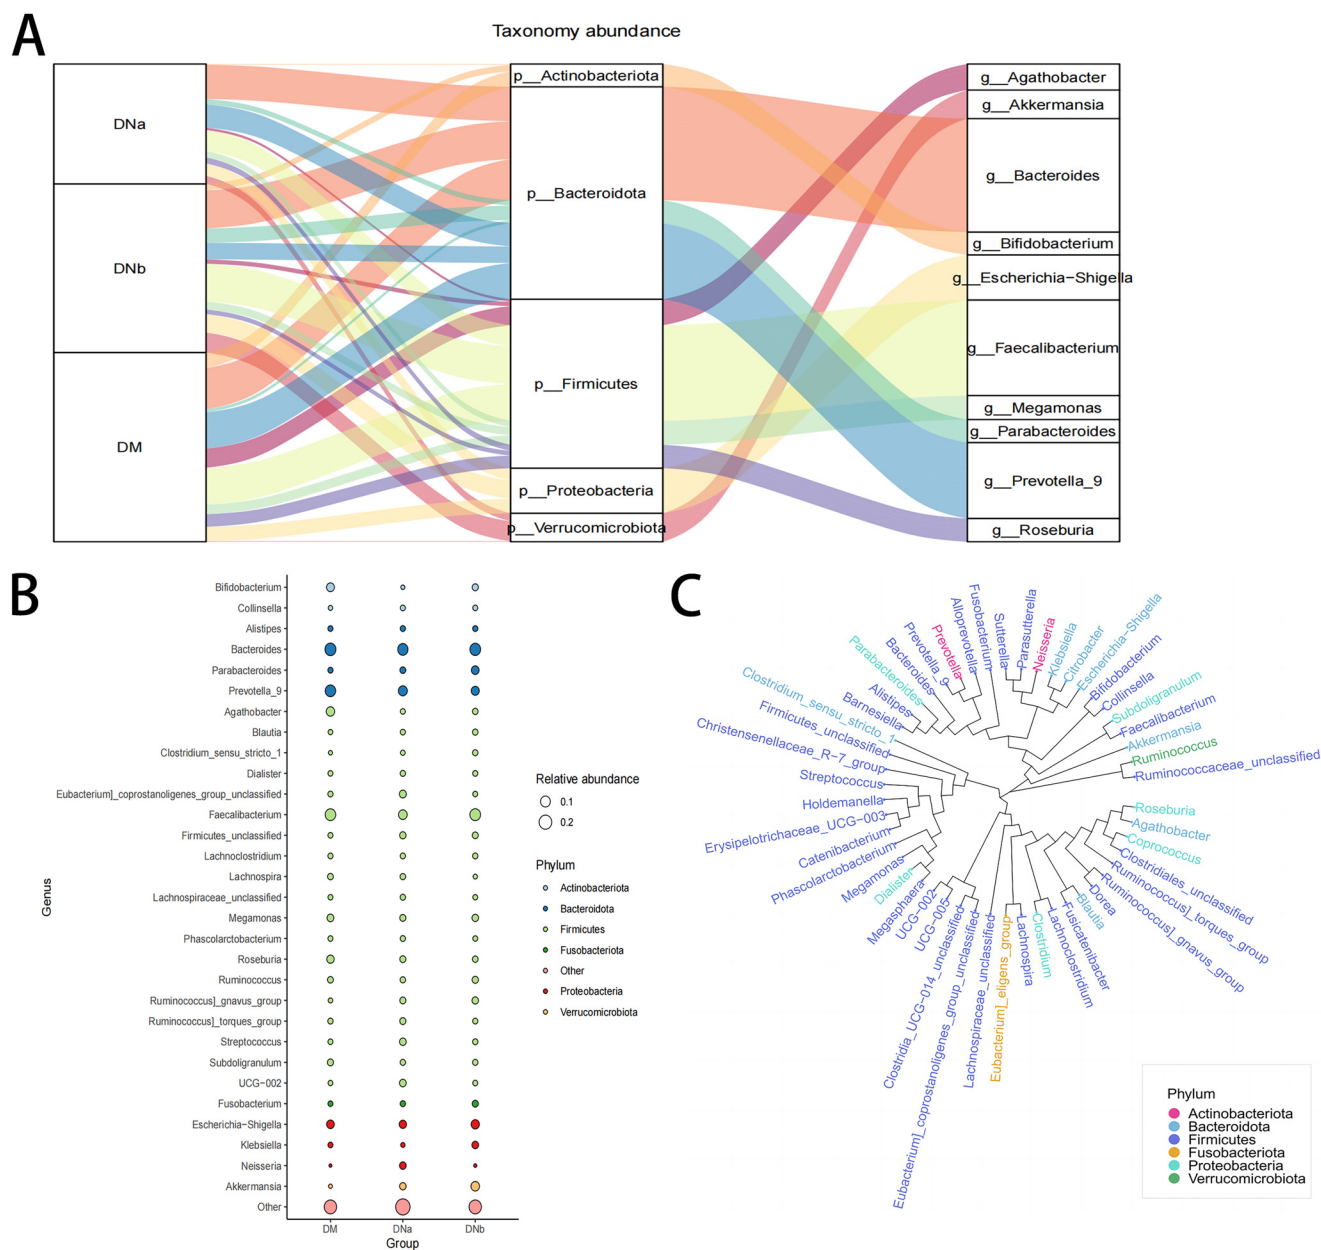 A
Taxonomy abundance
DNa
DNb
DM
p__Actinobacteriota
p__Bacteroidota
p__Firmicutes
p__Proteobacteria
p__Verrucomicrobiota
g__Agathobacter
g__Akkermansia
g__Bacteroides
g__Bifidobacterium
g__Escherichia−Shigella
g__Faecalibacterium
g__Megamonas
g__Parabacteroides
g__Prevotella_9
g__Roseburia
B
Genus
Bifidobacterium
Collinsella
Alistipes
Bacteroides
Parabacteroides
Prevotella_9
Agathobacter
Blautia
Clostridium_sensu_stricto_1
Dialister
Eubacterium]_coprostanoligenes_group_unclassified
Faecalibacterium
Firmicutes_unclassified
Lachnoclostridium
Lachnospira
Lachnospiraceae_unclassified
Megamonas
Phascolarctobacterium
Roseburia
Ruminococcus
Ruminococcus]_gnavus_group
Ruminococcus]_torques_group
Streptococcus
Subdoligranulum
UCG−002
Fusobacterium
Escherichia−Shigella
Klebsiella
Neisseria
Akkermansia
Other
DM
DNa
DNb
Group
Relative abundance
0.1
0.2
Phylum
Actinobacteriota
Bacteroidota
Firmicutes
Fusobacteriota
Other
Proteobacteria
Verrucomicrobiota
C
Clostridium_sensu_stricto_1
Barnesiella
Alistipes
Parabacteroides
Bacteroides
Prevotella_9
Prevotella
Alloprevotella
Fusobacterium
Sutterella
Parasutterella
Neisseria
Klebsiella
Citrobacter
Escherichia−Shigella
Bifidobacterium
Collinsella
Subdoligranulum
Faecalibacterium
Akkermansia
Ruminococcus
Ruminococcaceae_unclassified
Roseburia
Agathobacter
Coprococcus
Clostridiales_unclassified
Ruminococcus]_torques_group
Ruminococcus]_gnavus_group
Dorea
Blautia
Fusicatenibacter
Lachnoclostridium
Clostridium
Lachnospira
Eubacterium]_eligens_group
Lachnospiraceae_unclassified
Eubacterium]_coprostanoligenes_group_unclassified
Clostridia_UCG−014_unclassified
UCG−005
UCG−002
Megasphaera
Dialister
Megamonas
Phascolarctobacterium
Catenibacterium
Erysipelotrichaceae_UCG−003
Holdemanella
Streptococcus
Christensenellaceae_R−7_group
Firmicutes_unclassified
Phylum
Actinobacteriota
Bacteroidota
Firmicutes
Fusobacteriota
Proteobacteria
Verrucomicrobiota